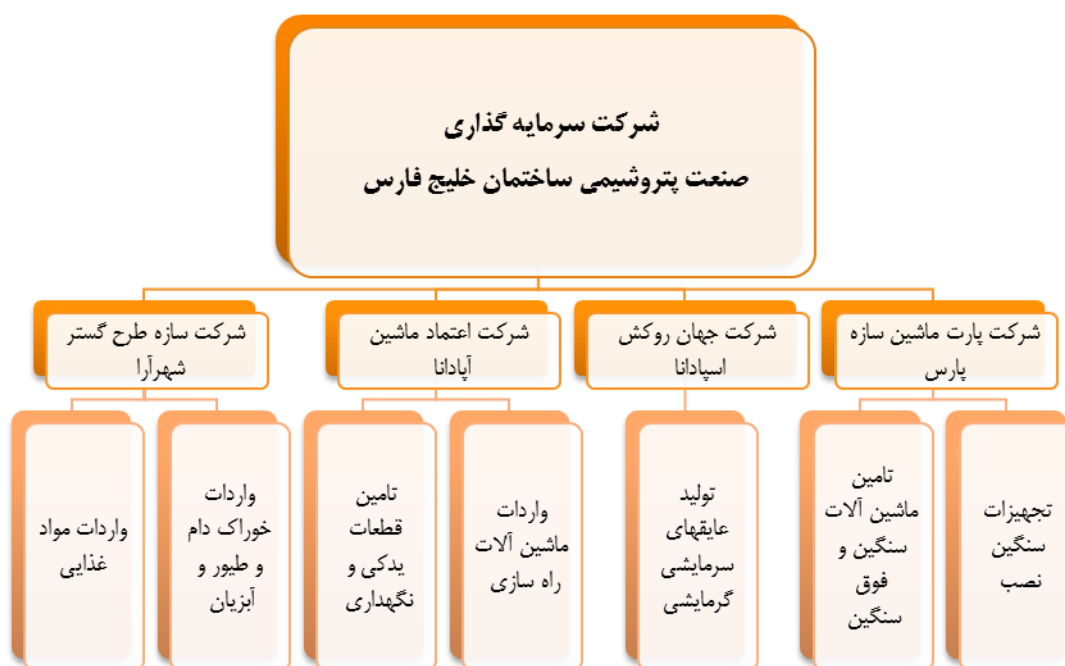 شرکت سرمایه گذاری
صنعت پتروشیمی ساختمان خلیج فارس
شرکت پارت ماشین سازه
پارس
شرکت جهان روکش
اسپادانا
شرکت اعتماد ماشین
آپادانا
شرکت سازه طرح گستر
شهرآرا
تجهیزات
سنگین
نصب
تامین
ماشین آلات
سنگین و
فوق
سنگین
تولید
عایقهای
سرمایشی
گرمایشی
واردات
ماشین آلات
راه سازی
تامین
قطعات
یدکی و
نگهداری
واردات
خوراک دام
و طیور و
آبزیان
واردات مواد
غذایی